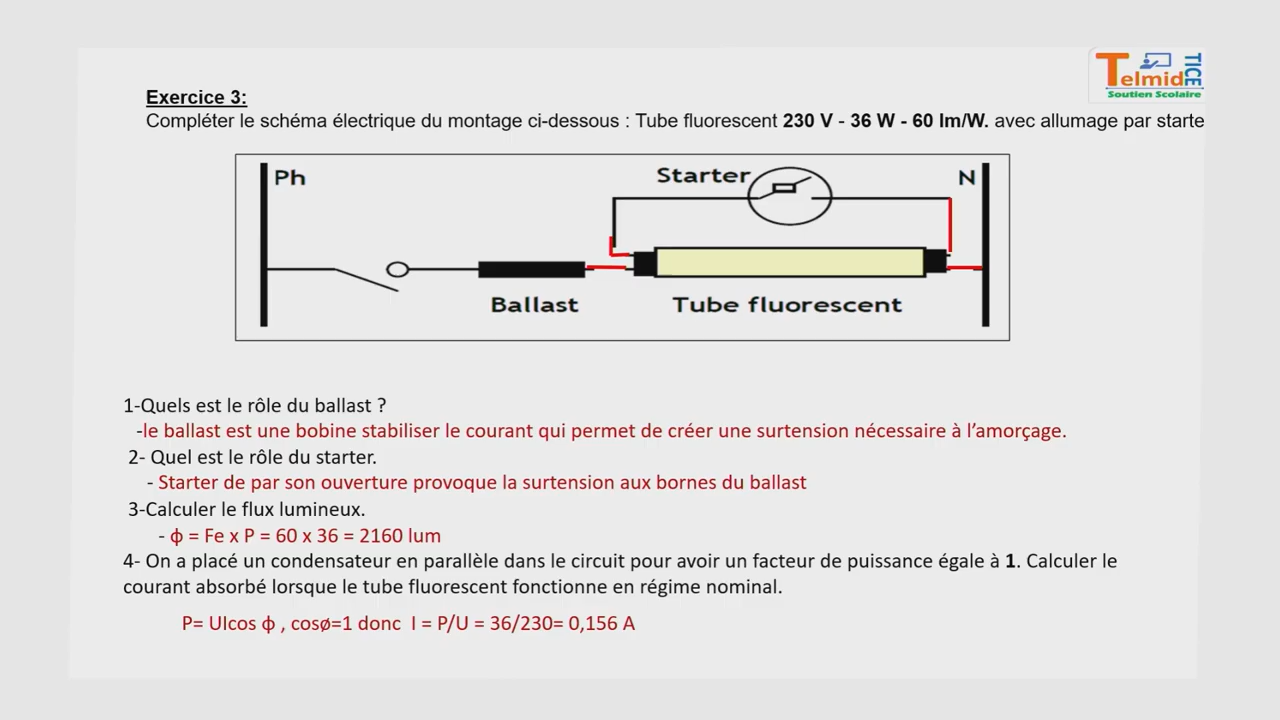 Telmid TICE
Soutien Scolaire
Exercice 3:
Compléter le schéma électrique du montage ci-dessous : Tube fluorescent 230 V - 36 W - 60 lm/W. avec allumage par starte
Ph
Starter
N
Ballast
Tube fluorescent
1-Quels est le rôle du ballast ?
-le ballast est une bobine stabiliser le courant qui permet de créer une surtension nécessaire à l’amorçage.
2- Quel est le rôle du starter.
- Starter de par son ouverture provoque la surtension aux bornes du ballast
3-Calculer le flux lumineux.
- ф = Fe x P = 60 x 36 = 2160 lum
4- On a placé un condensateur en parallèle dans le circuit pour avoir un facteur de puissance égale à 1. Calculer le
courant absorbé lorsque le tube fluorescent fonctionne en régime nominal.
P= UIcos ф , cosø=1 donc I = P/U = 36/230= 0,156 A